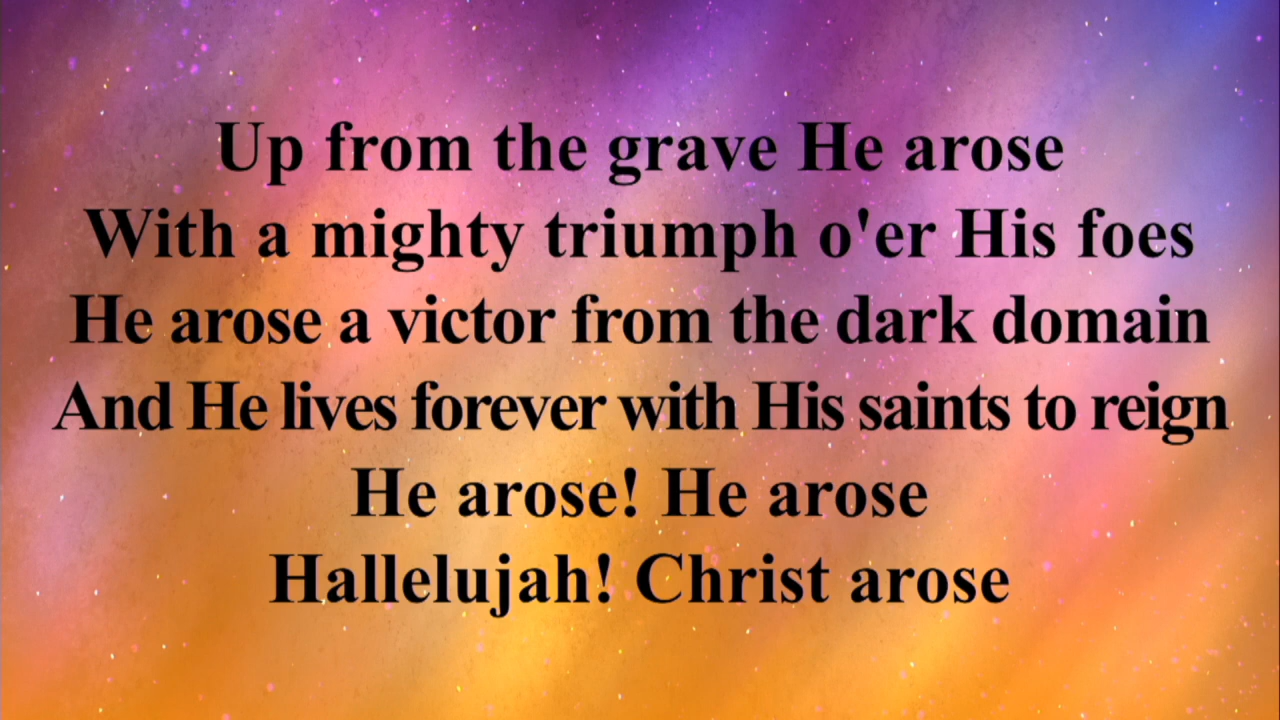 Up from the grave He arose
With a mighty triumph o'er His foes
He arose a victor from the dark domain
And He lives forever with His saints to reign
He arose! He arose
Hallelujah! Christ arose